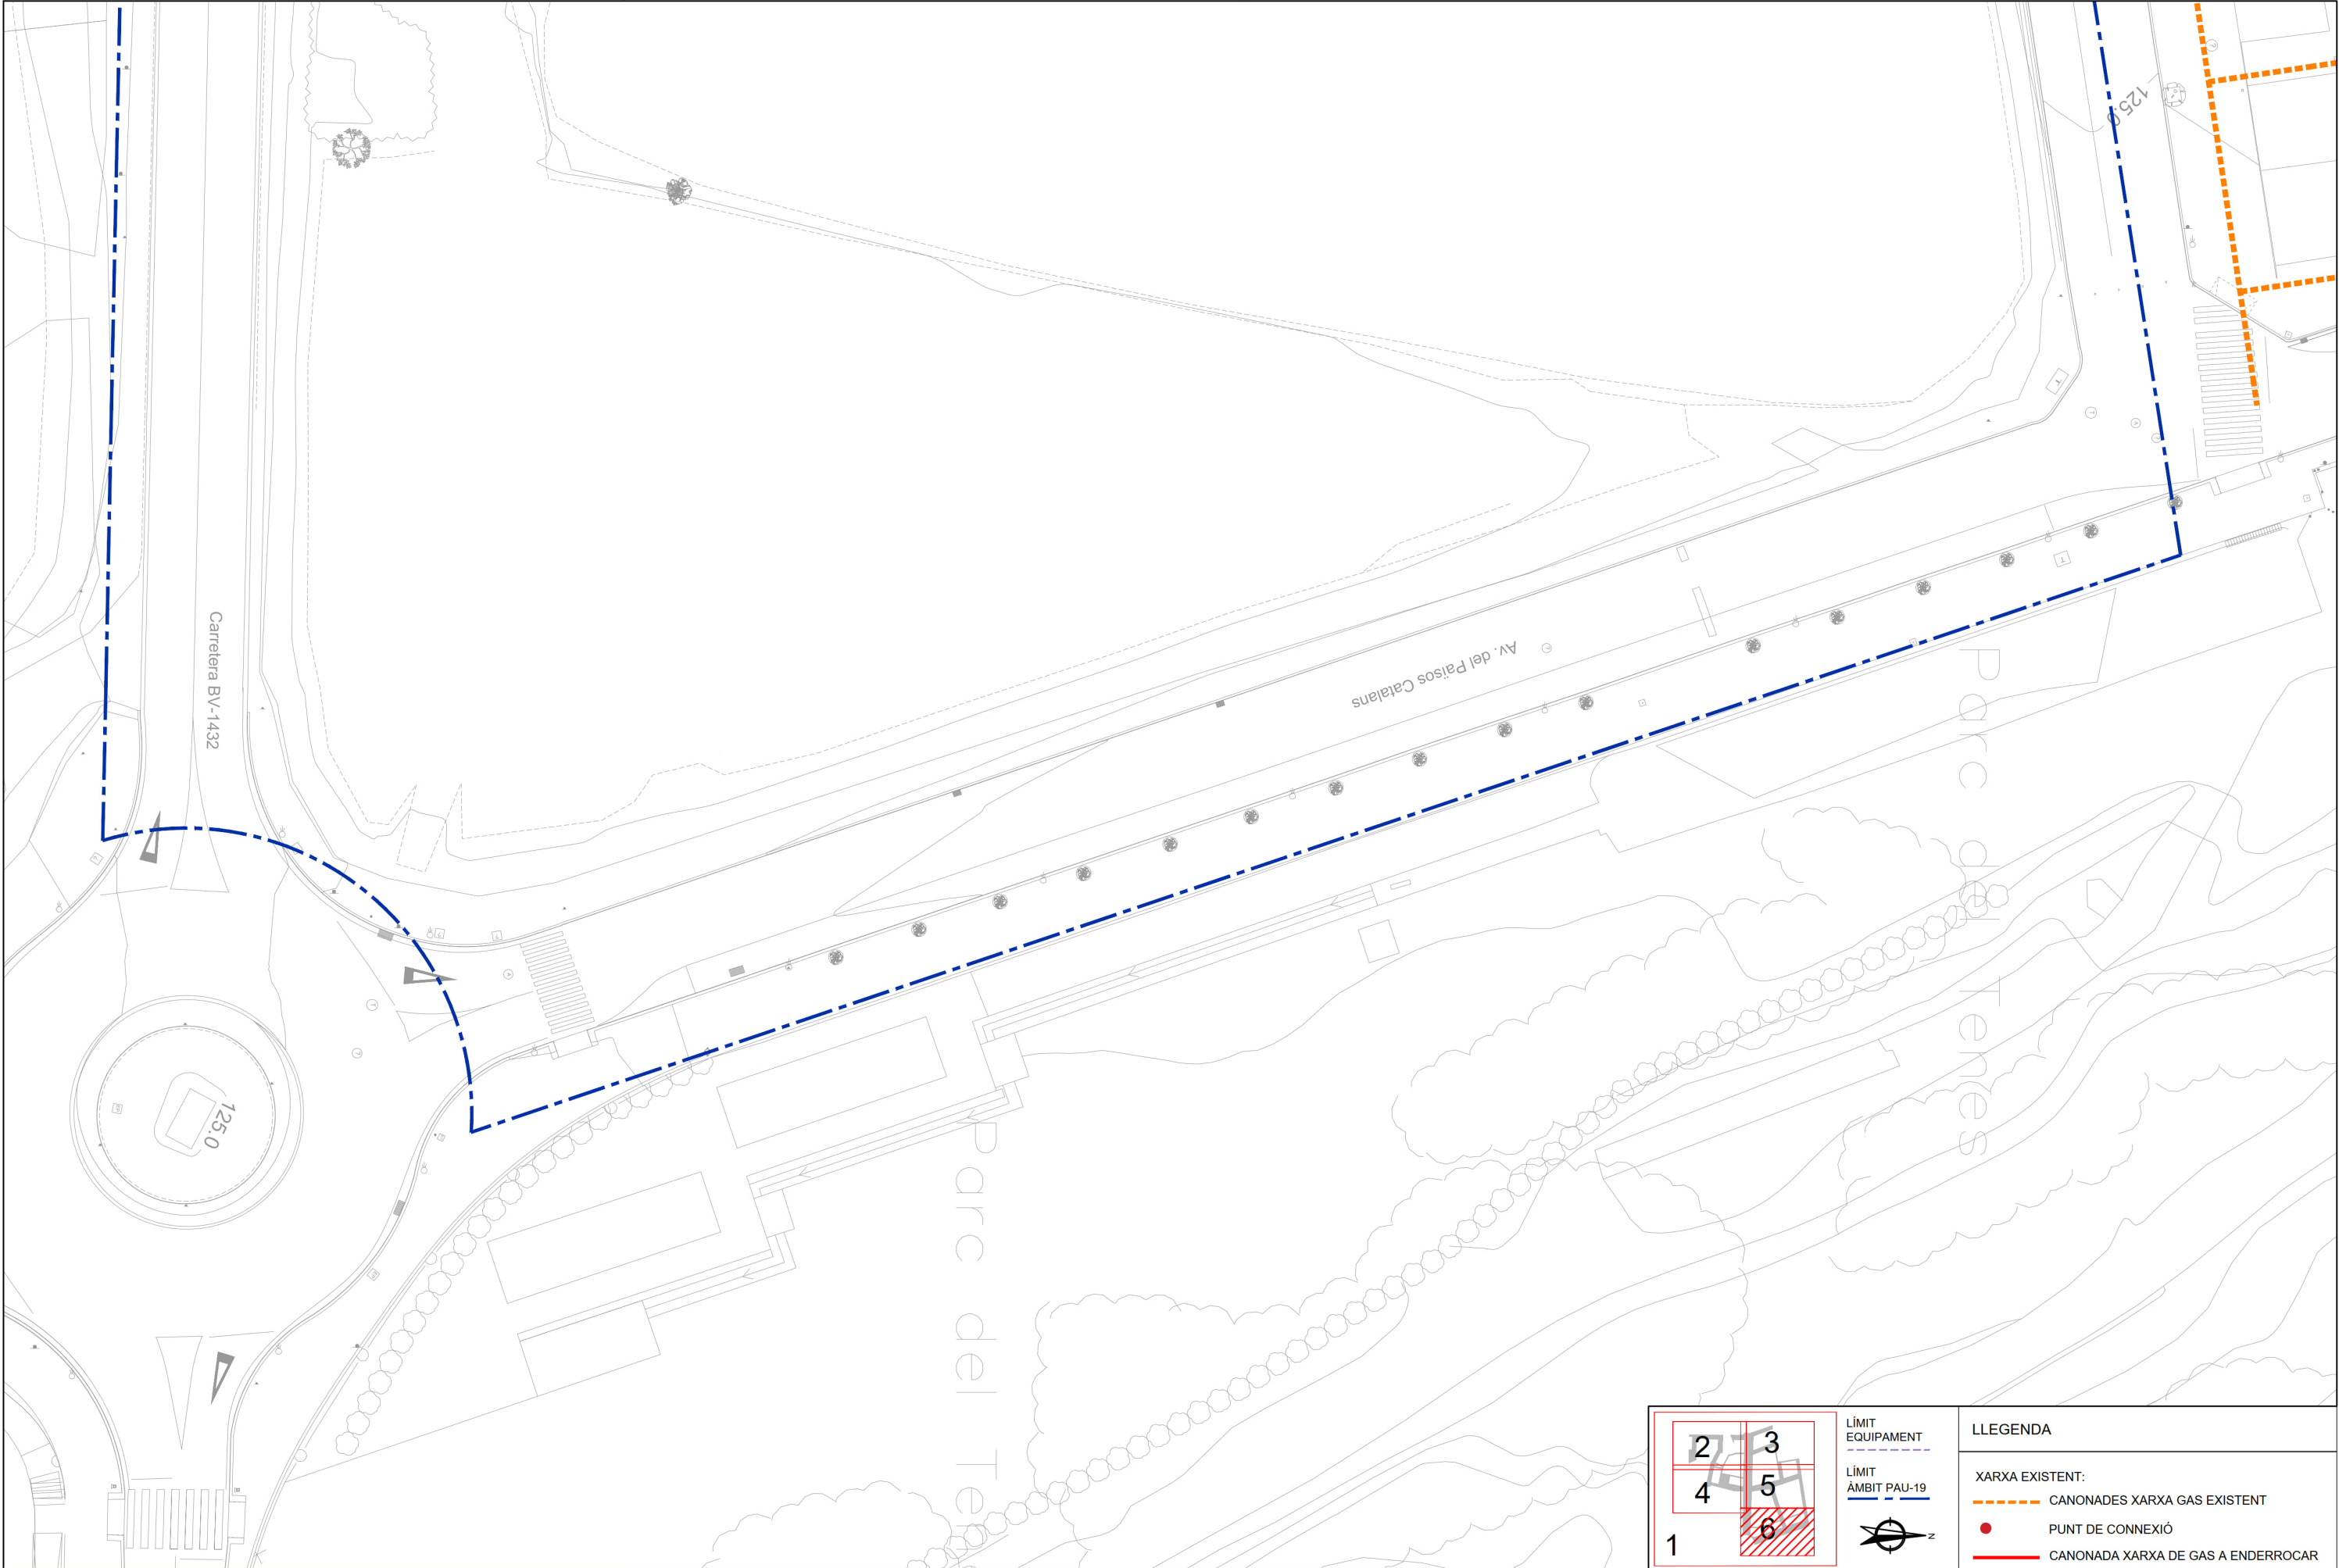 125.0
Carretera BV-1432
Av. del Països Catalans
Parc del Turonet
125.0
Parc del Ture
2
3
4
5
6
1
LÍMIT
EQUIPAMENT
LÍMIT
ÀMBIT PAU-19
N
LLEGENDA
XARXA EXISTENT:
CANONADES XARXA GAS EXISTENT
PUNT DE CONNEXIÓ
CANONADA XARXA DE GAS A ENDERROCAR